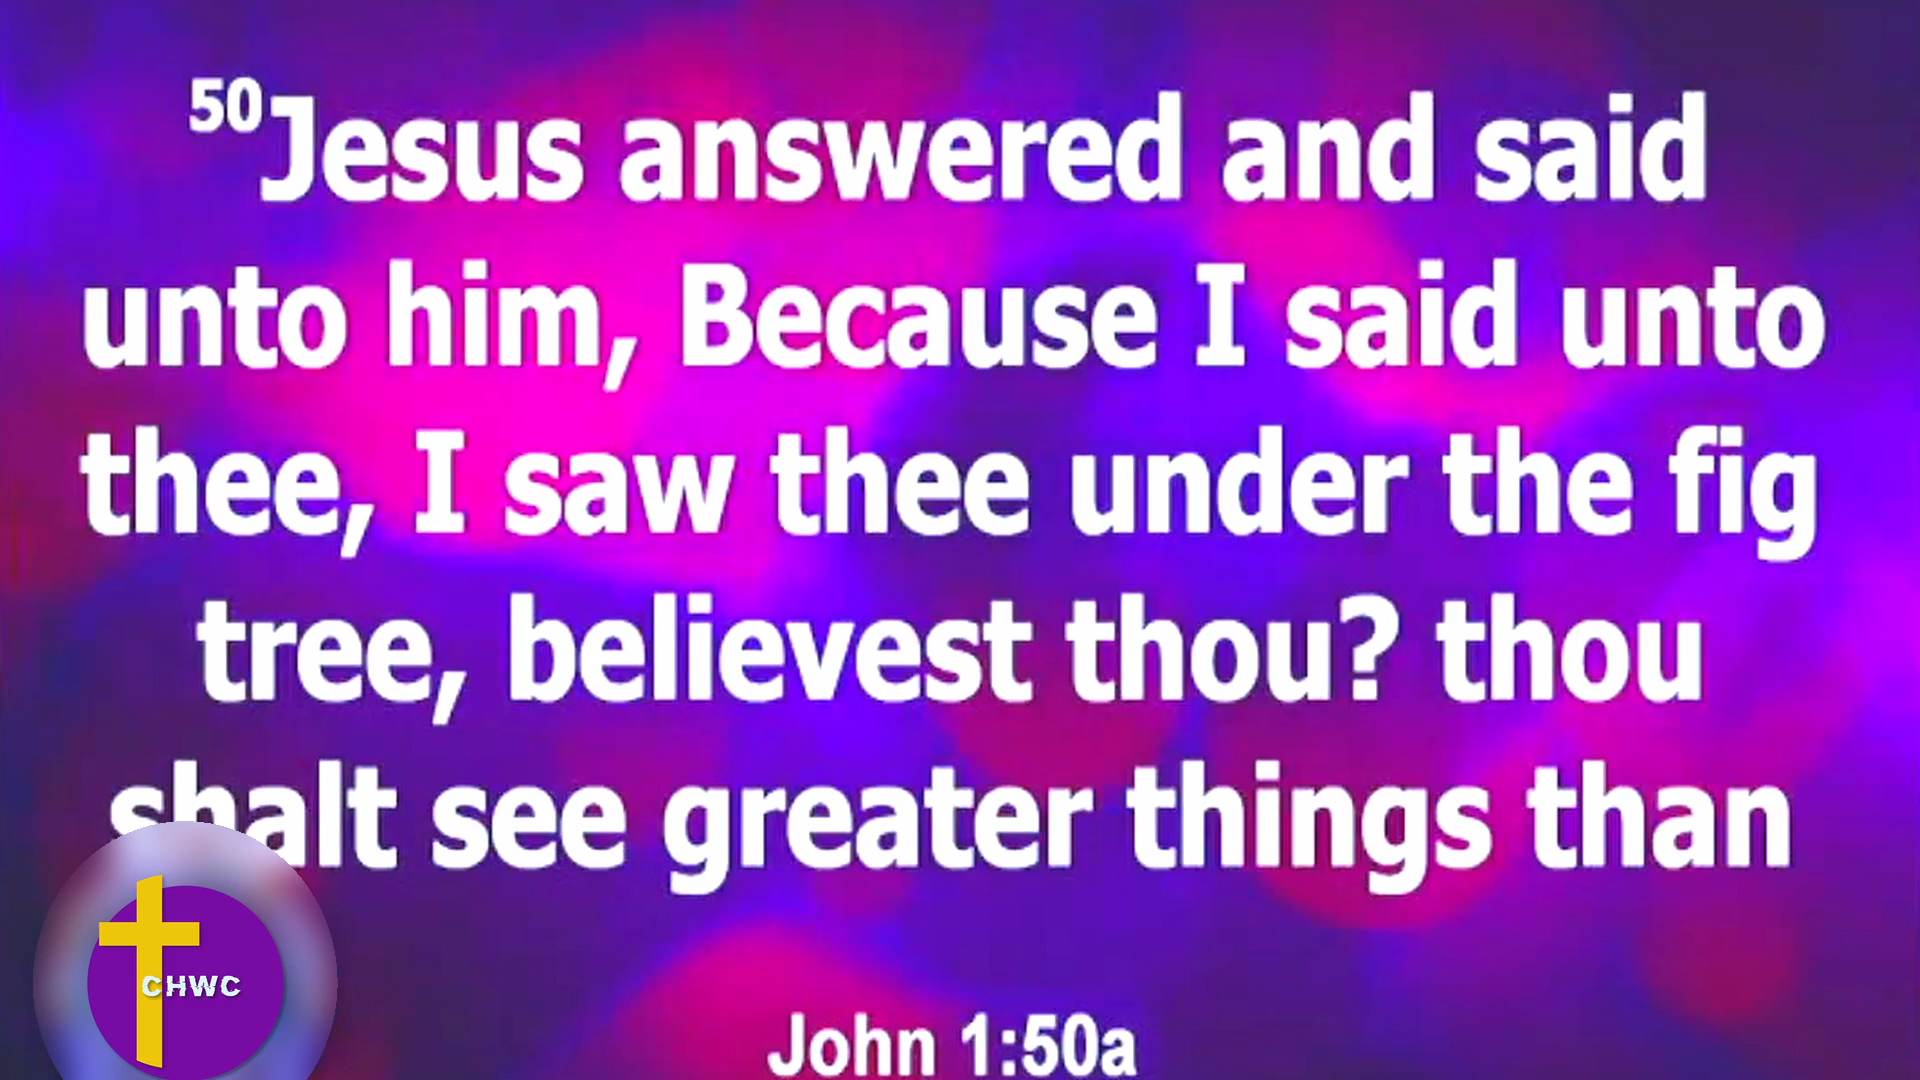 50Jesus answered and said
unto him, Because I said unto
thee, I saw thee under the fig
tree, believest thou? thou
shalt see greater things than
CHWC
John 1:50a